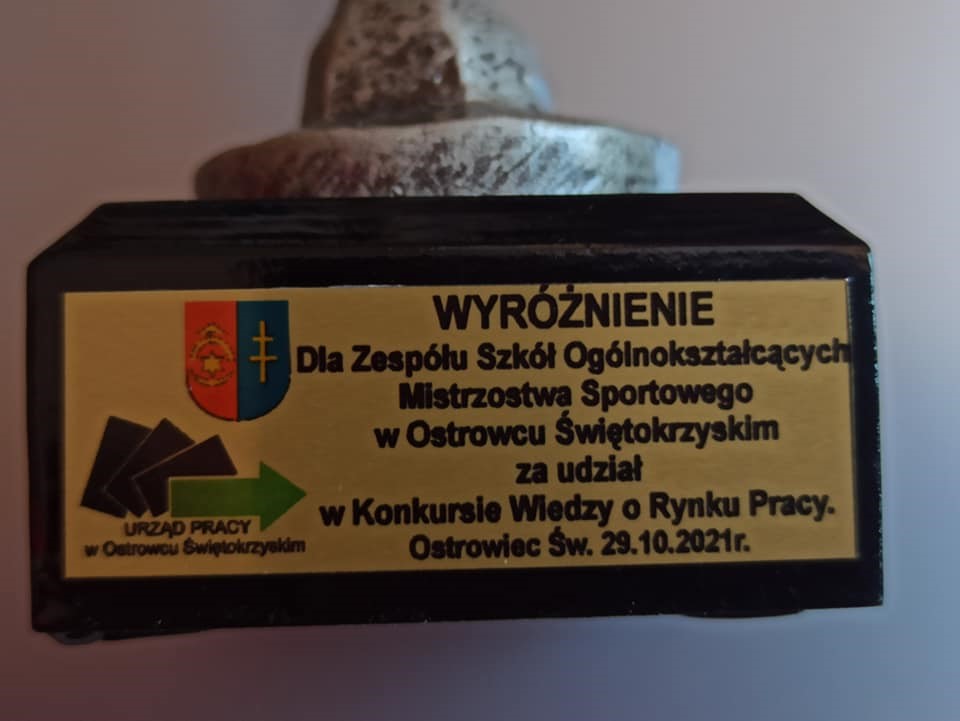 WYRÓŻNIENIE
Dla Zespółu Szkół Ogólnokształcących
Mistrzostwa Sportowego
w Ostrowcu Świętokrzyskim
za udział
w Konkursie Wiedzy o Rynku Pracy.
Ostrowiec Św. 29.10.2021r.
URZĄD PRACY
w Ostrowcu Świętokrzyskim